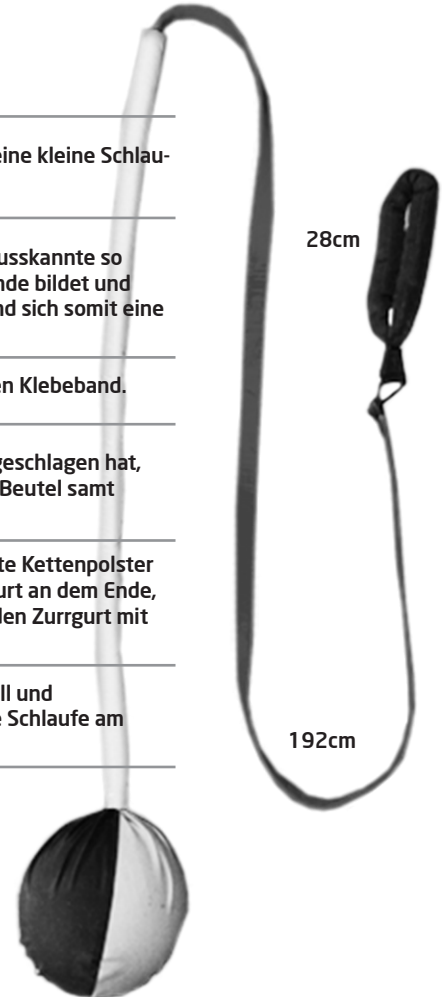 eine kleine Schlau-
usskannte so
nde bildet und
nd sich somit eine
en Klebeband.
geschlagen hat,
Beutel samt
te Kettenpolster
urt an dem Ende,
den Zurrgurt mit
ll und
e Schlaufe am
28cm
192cm